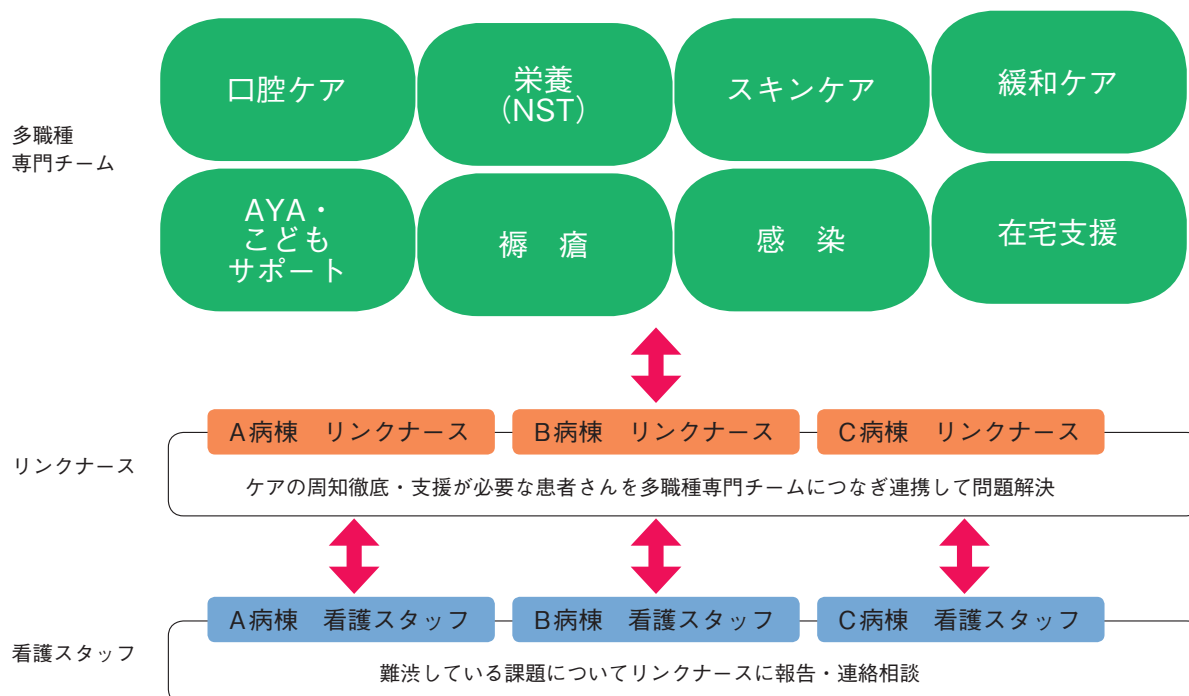 多職種
専門チーム
口腔ケア
栄養
(NST)
スキンケア
緩和ケア
AYA・
こども
サポート
褥　瘡
感　染
在宅支援
リンクナース
A病棟　リンクナース
B病棟　リンクナース
C病棟　リンクナース
ケアの周知徹底・支援が必要な患者さんを多職種専門チームにつなぎ連携して問題解決
看護スタッフ
A病棟　看護スタッフ
B病棟　看護スタッフ
C病棟　看護スタッフ
難渋している課題についてリンクナースに報告・連絡相談